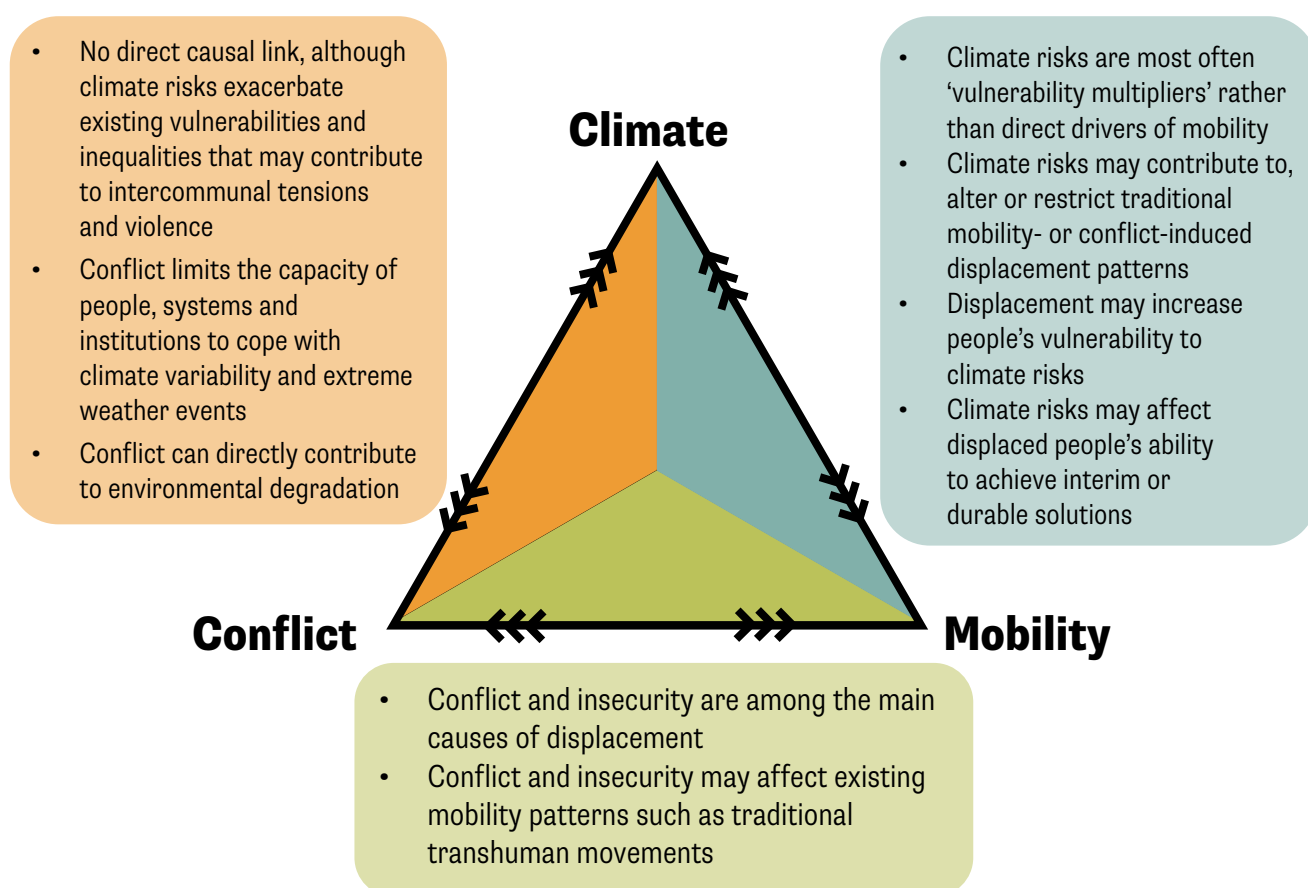 • No direct causal link, although
climate risks exacerbate
existing vulnerabilities and
inequalities that may contribute
to intercommunal tensions
and violence
• Conflict limits the capacity of
people, systems and
institutions to cope with
climate variability and extreme
weather events
• Conflict can directly contribute
to environmental degradation
Climate
• Climate risks are most often
‘vulnerability multipliers’ rather
than direct drivers of mobility
• Climate risks may contribute to,
alter or restrict traditional
mobility- or conflict-induced
displacement patterns
• Displacement may increase
people’s vulnerability to
climate risks
• Climate risks may affect
displaced people’s ability
to achieve interim or
durable solutions
Conflict
Mobility
• Conflict and insecurity are among the main
causes of displacement
• Conflict and insecurity may affect existing
mobility patterns such as traditional
transhuman movements